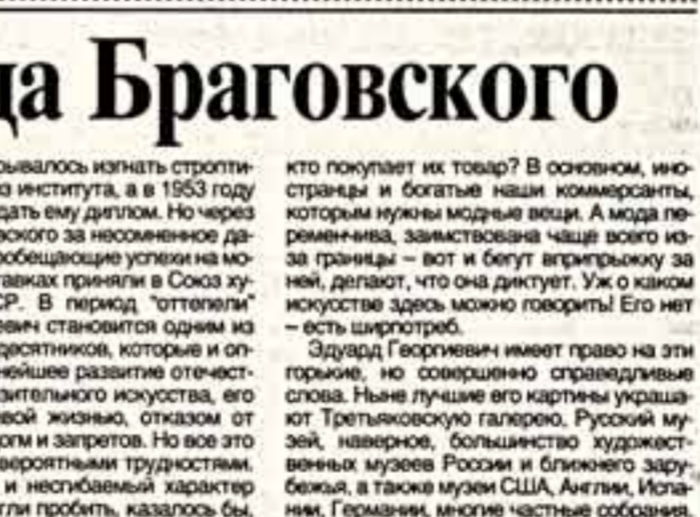 да Браговского
рывалось изгнать стропти-
из института, а в 1953 году
дать ему диплом. Но через
вского за несомненное да-
ообещающие успехи на мо-
тавках приняли в Союз ху-
СР. В период "оттепели"
евич становится одним из
десятников, которые и оп-
нейшее развитие отечест-
зительного искусства, его
вой жизнью, отказом от
огм и запретов. Но все это
вероятными трудностями.
и несгибаемый характер
гли пробить, казалось бы,
кто покупает их товар? В основном, ино-
странцы и богатые наши коммерсанты,
которым нужны модные вещи. А мода пе-
ременчива, заимствована чаще всего из-
за границы – вот и бегут вприпрыжку за
ней, делают, что она диктует. Уж о каком
искусстве здесь можно говорить! Его нет
– есть ширпотреб.
Эдуард Георгиевич имеет право на эти
горькие, но совершенно справедливые
слова. Ныне лучшие его картины украша-
ют Третьяковскую галерею, Русский му-
зей, наверное, большинство художест-
венных музеев России и ближнего зару-
бежья, а также музеи США, Англии, Испа-
нии, Германии, многие частные собрания.